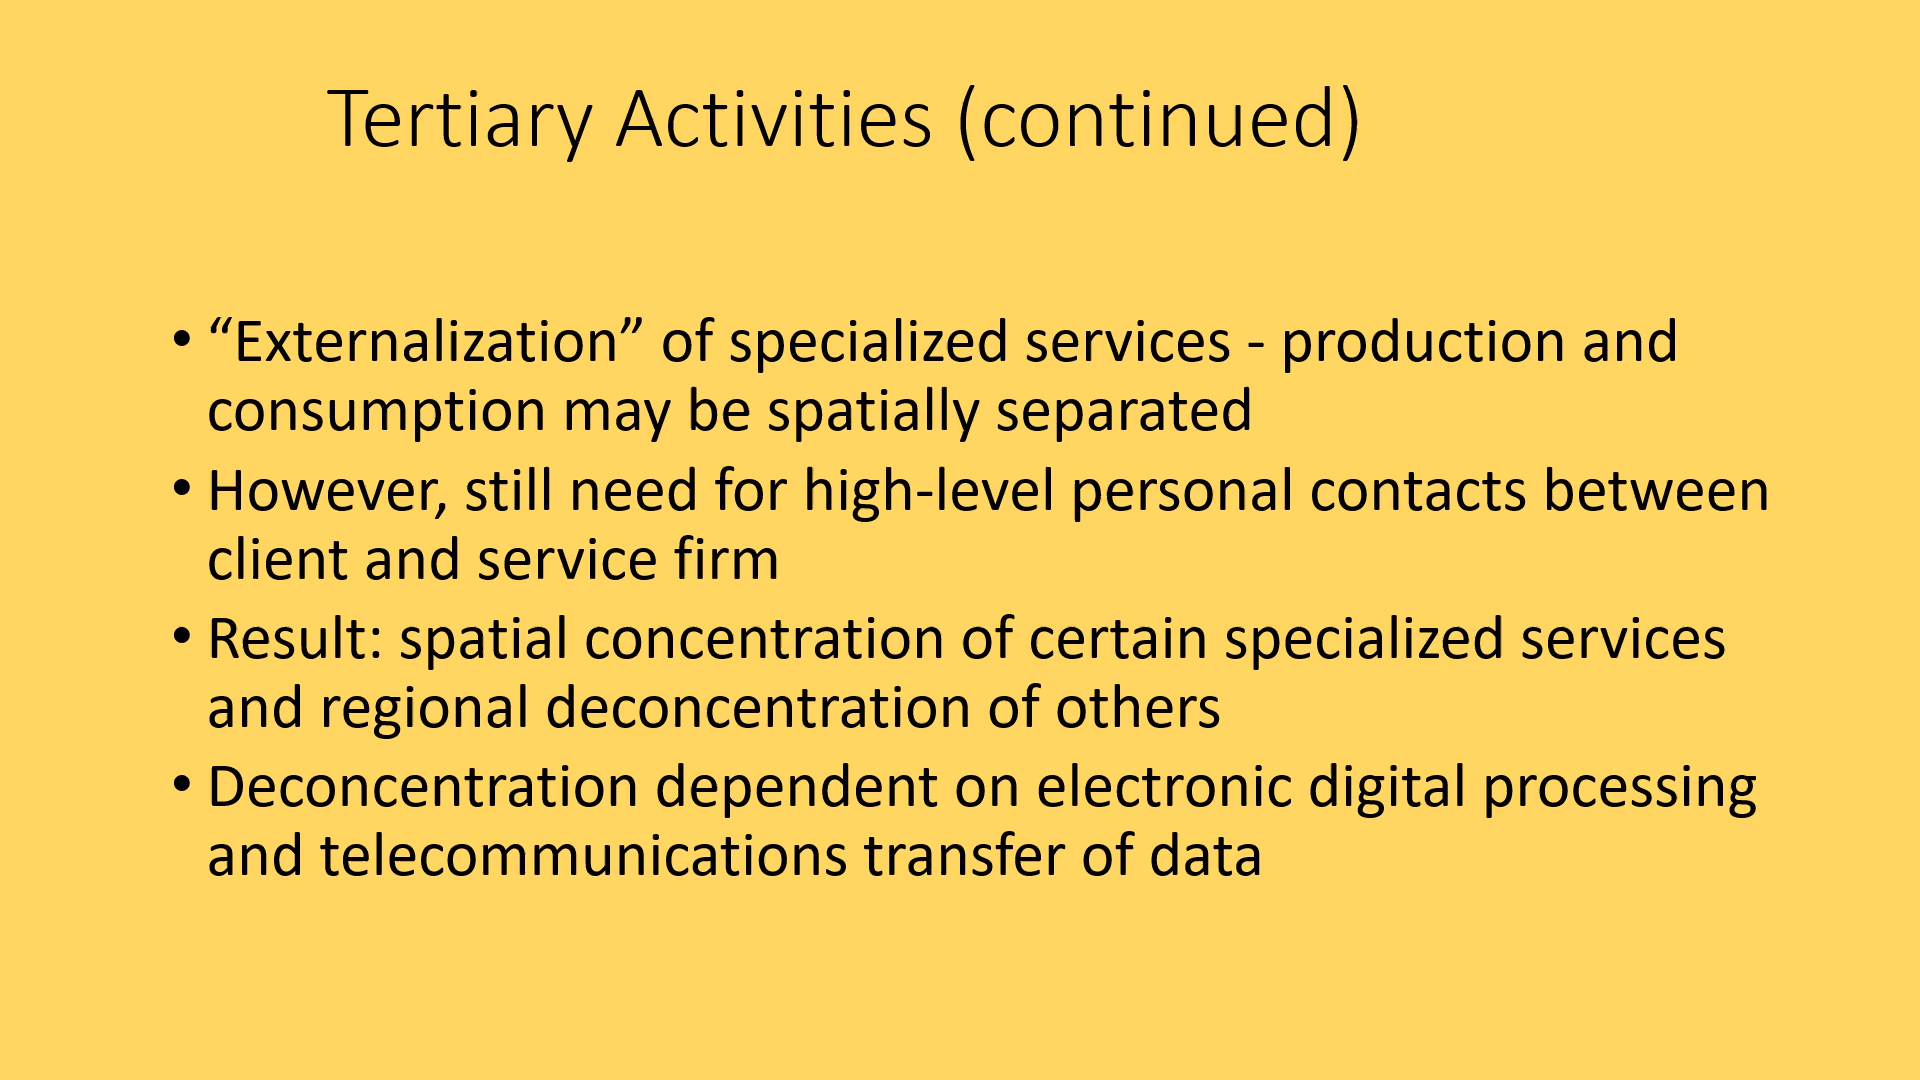 Tertiary Activities (continued)
• “Externalization” of specialized services - production and
consumption may be spatially separated
• However, still need for high-level personal contacts between
client and service firm
• Result: spatial concentration of certain specialized services
and regional deconcentration of others
• Deconcentration dependent on electronic digital processing
and telecommunications transfer of data